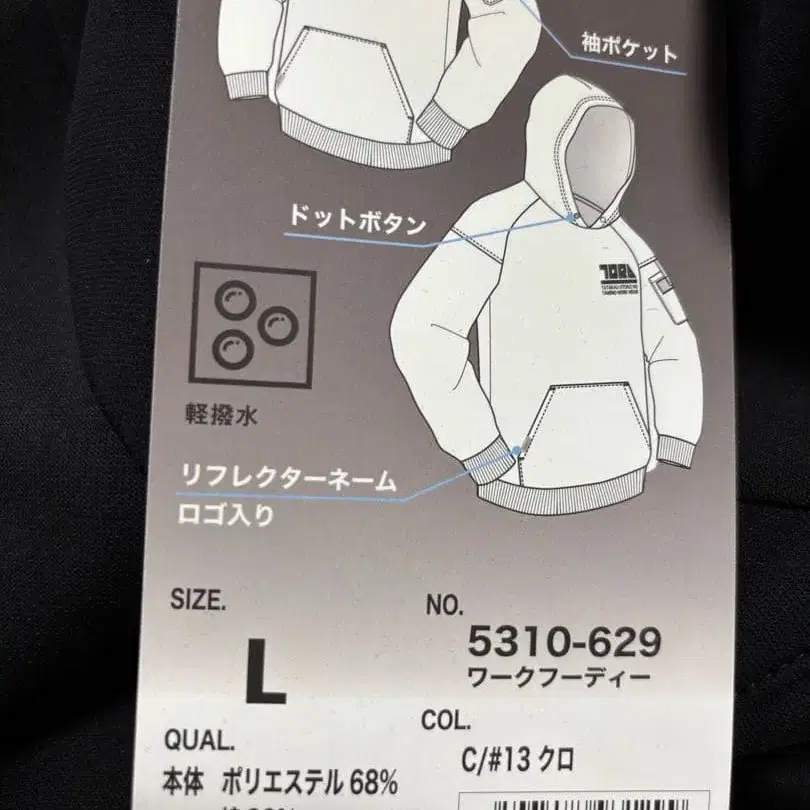 袖ポケット
ドットボタン
TORA
軽撥水
リフレクターネーム
ロゴ入り
SIZE.
L
NO.
5310-629
ワークフーディー
QUAL.
本体 ポリエステル68%
COL.
C/#13 クロ